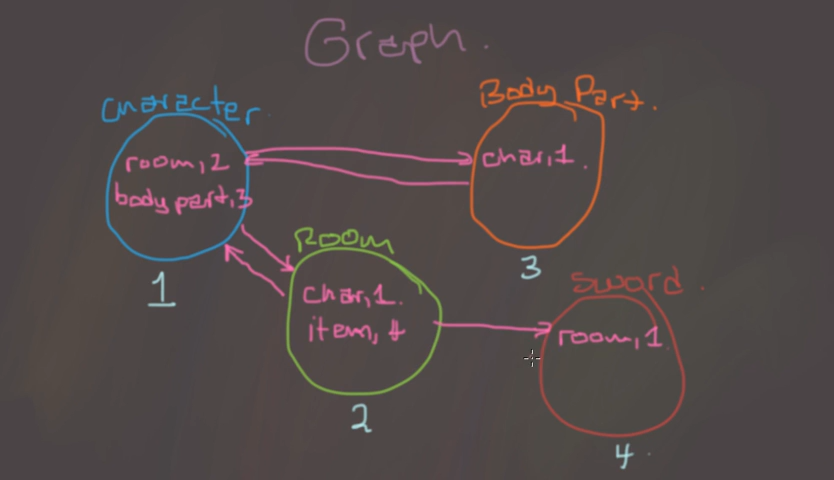 Graph.
Character
room, 2
body part, 3
1
Body Part.
char, 1.
3
Room
char, 1.
item, 4
2
Sword.
room, 1
4.